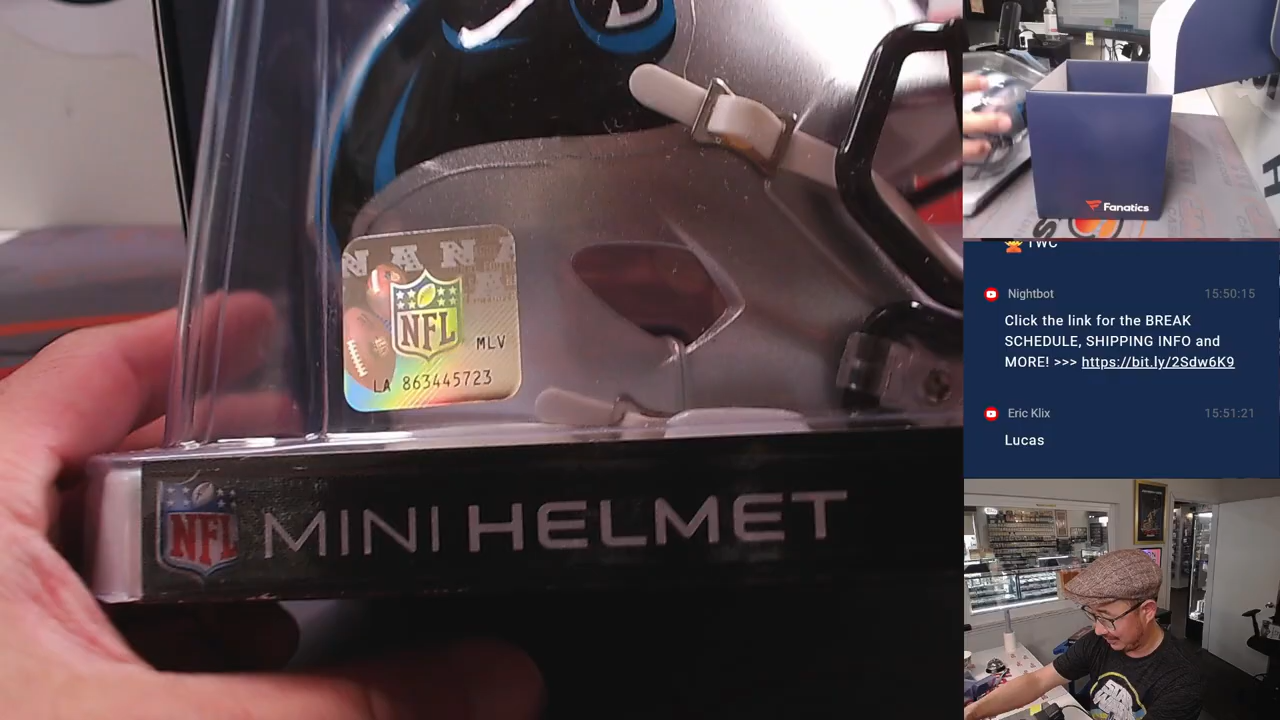 NFL
MLV
LA 863445723
NFL MINI HELMET
Fanatics
TWC
Nightbot 15:50:15
Click the link for the BREAK
SCHEDULE, SHIPPING INFO and
MORE! >>> https://bit.ly/2Sdw6K9
Eric Klix 15:51:21
Lucas